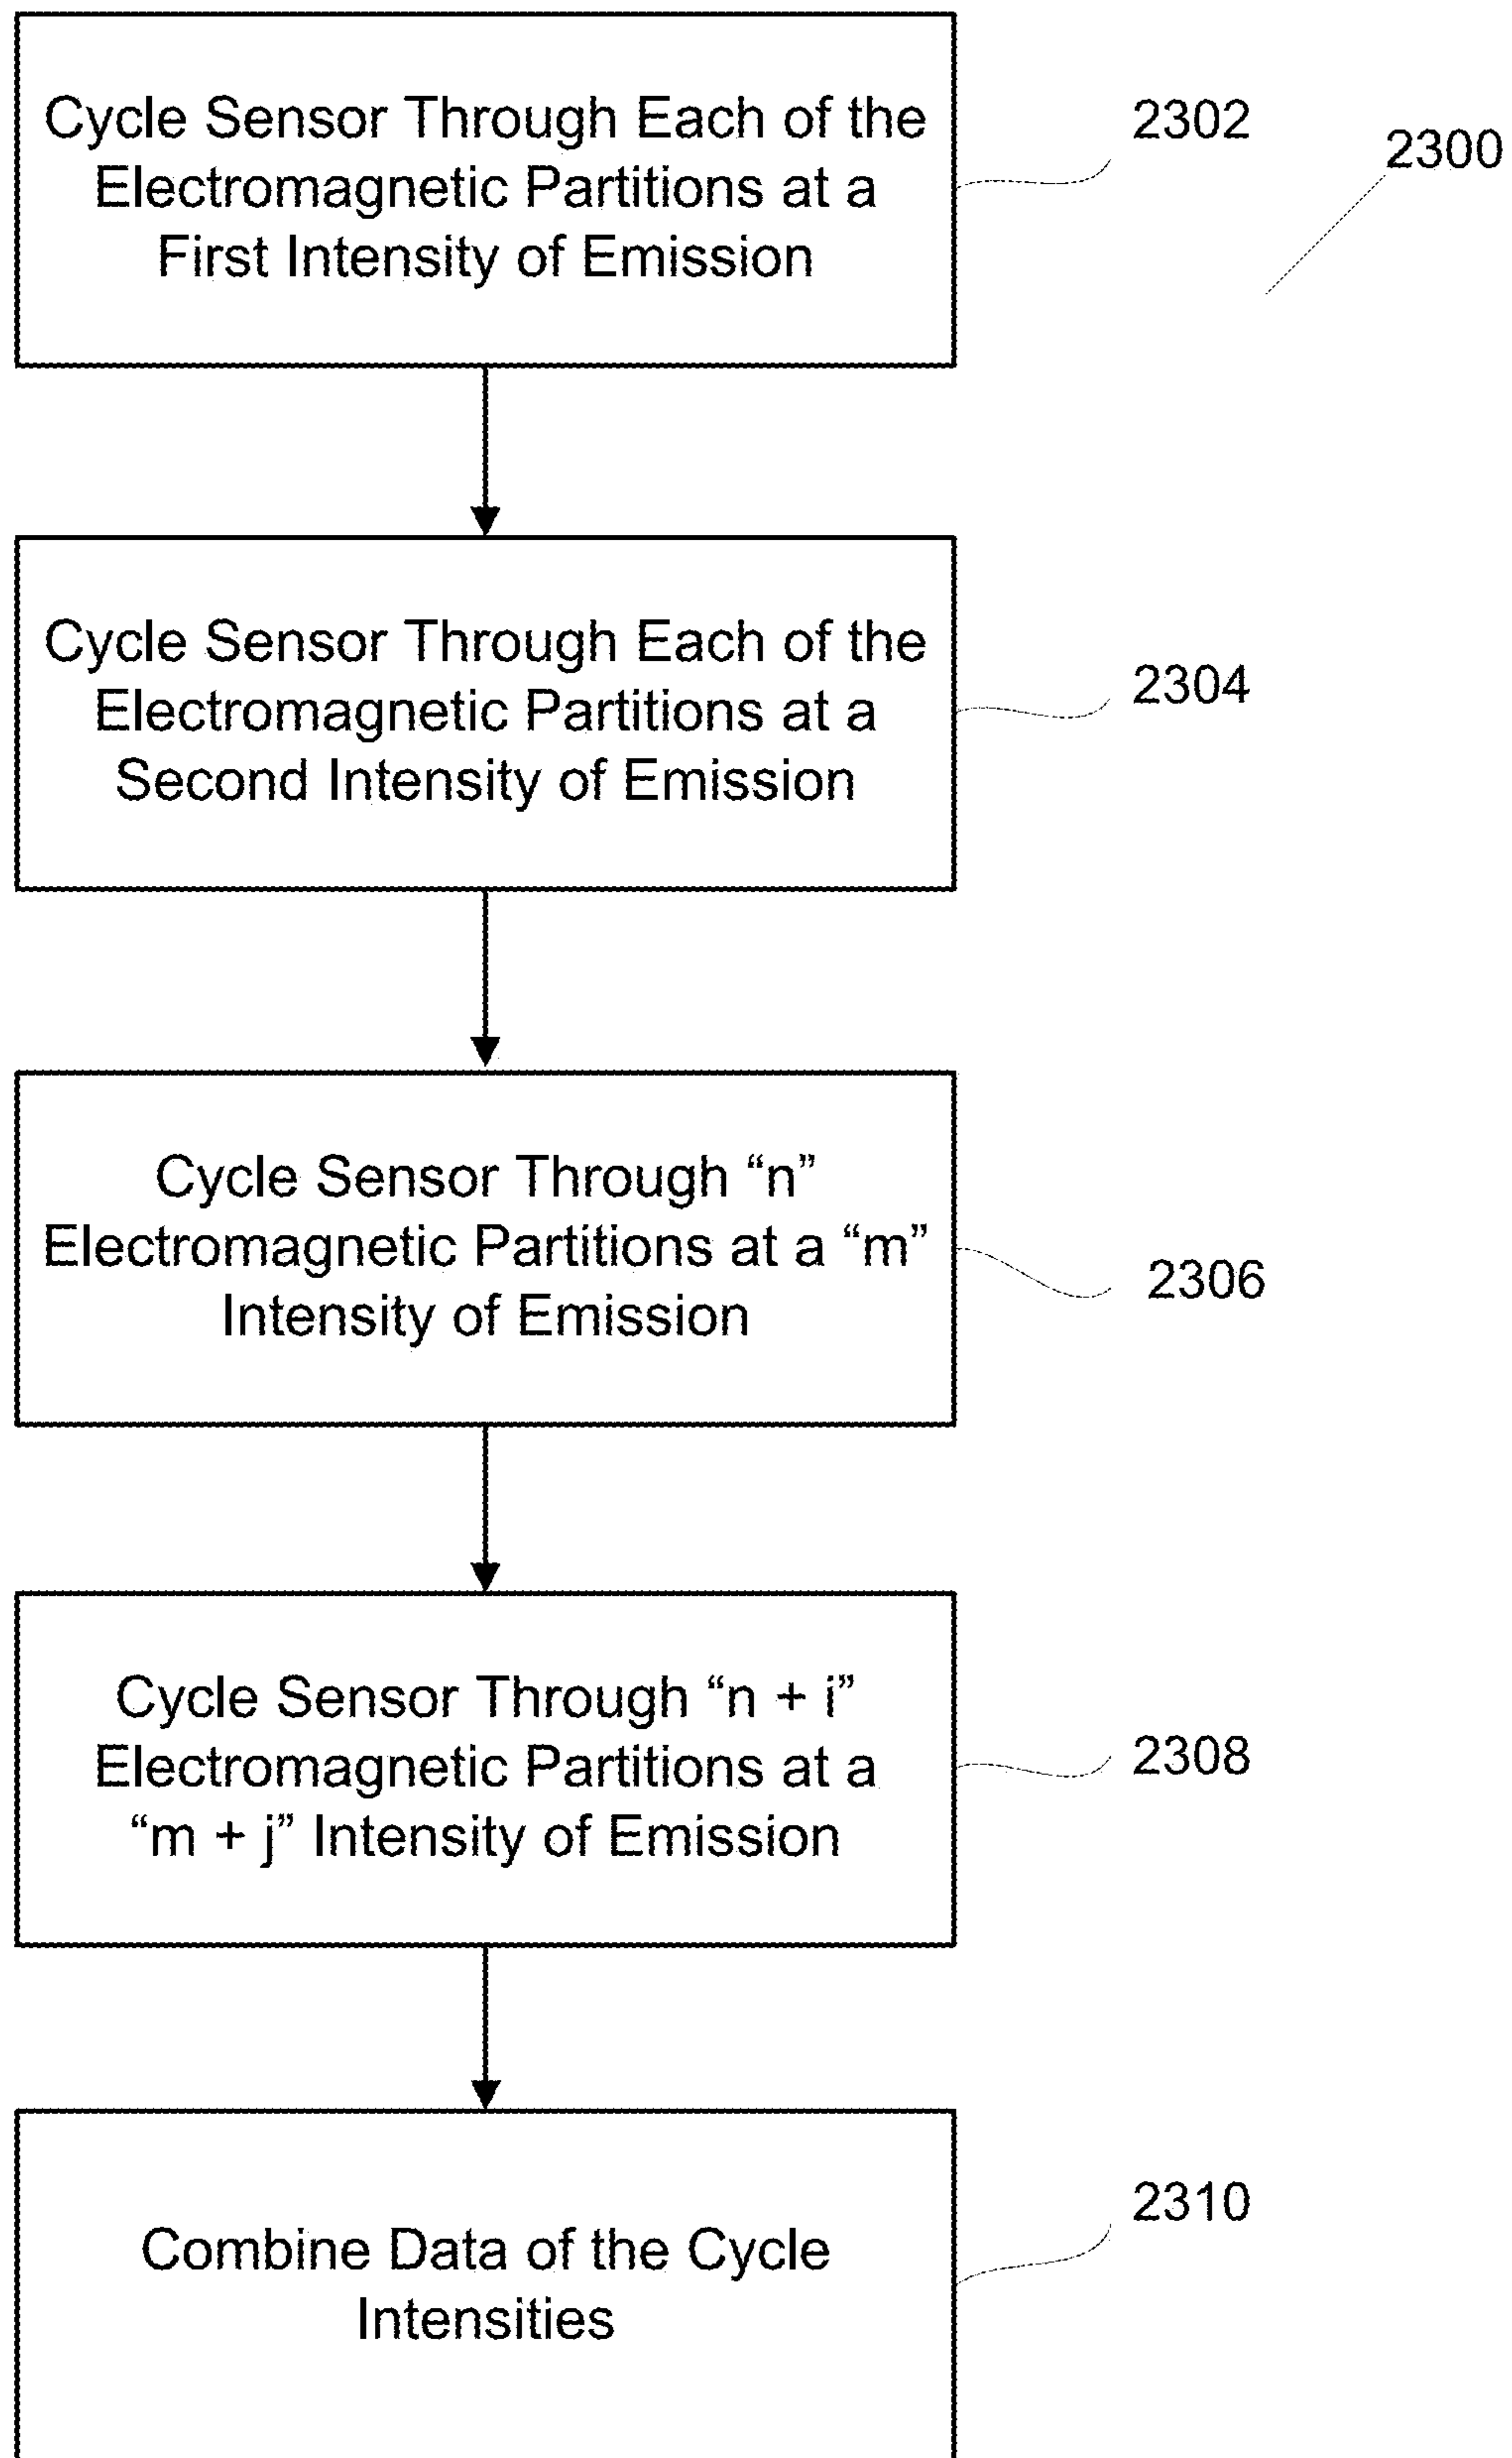 Cycle Sensor Through Each of the
Electromagnetic Partitions at a
First Intensity of Emission
2302
2300
Cycle Sensor Through Each of the
Electromagnetic Partitions at a
Second Intensity of Emission
2304
Cycle Sensor Through “n”
Electromagnetic Partitions at a “m”
Intensity of Emission
2306
Cycle Sensor Through “n + i”
Electromagnetic Partitions at a
“m + j” Intensity of Emission
2308
Combine Data of the Cycle
Intensities
2310